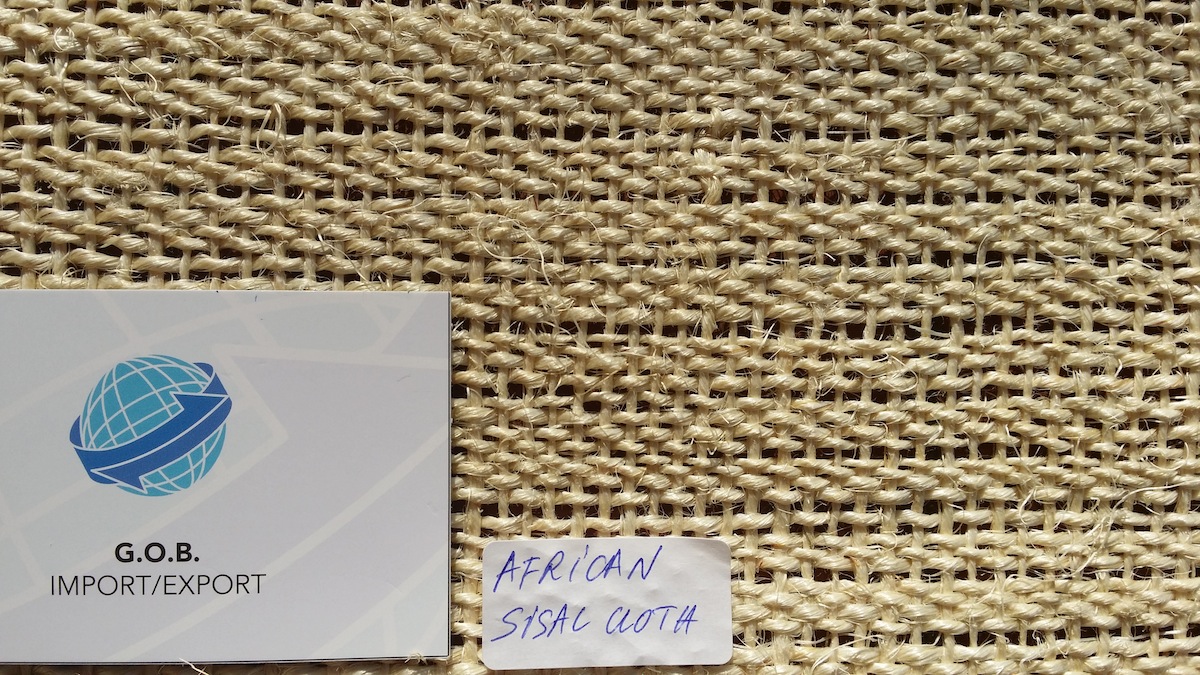 G.O.B.
IMPORT/EXPORT
AFRICAN
SISAL CLOTH